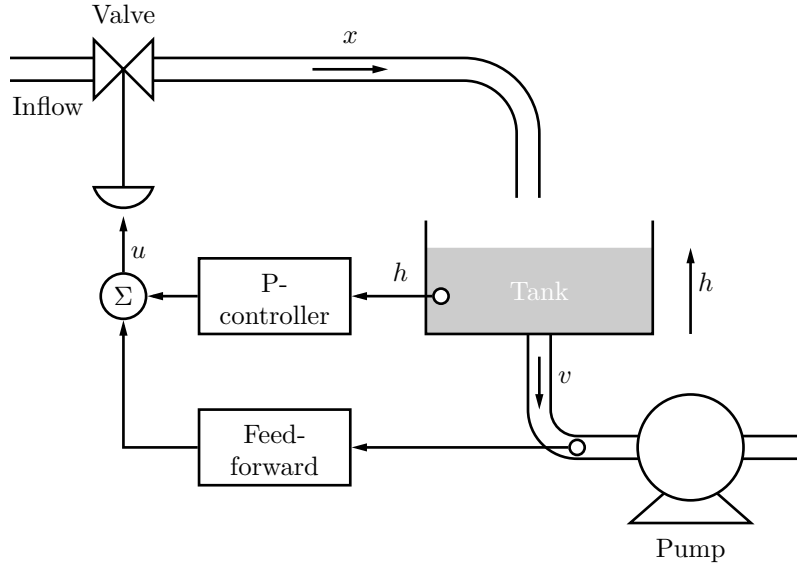 Valve
x
Inflow
u
P-
controller
h
Tank
h
Σ
v
Feed-
forward
Pump